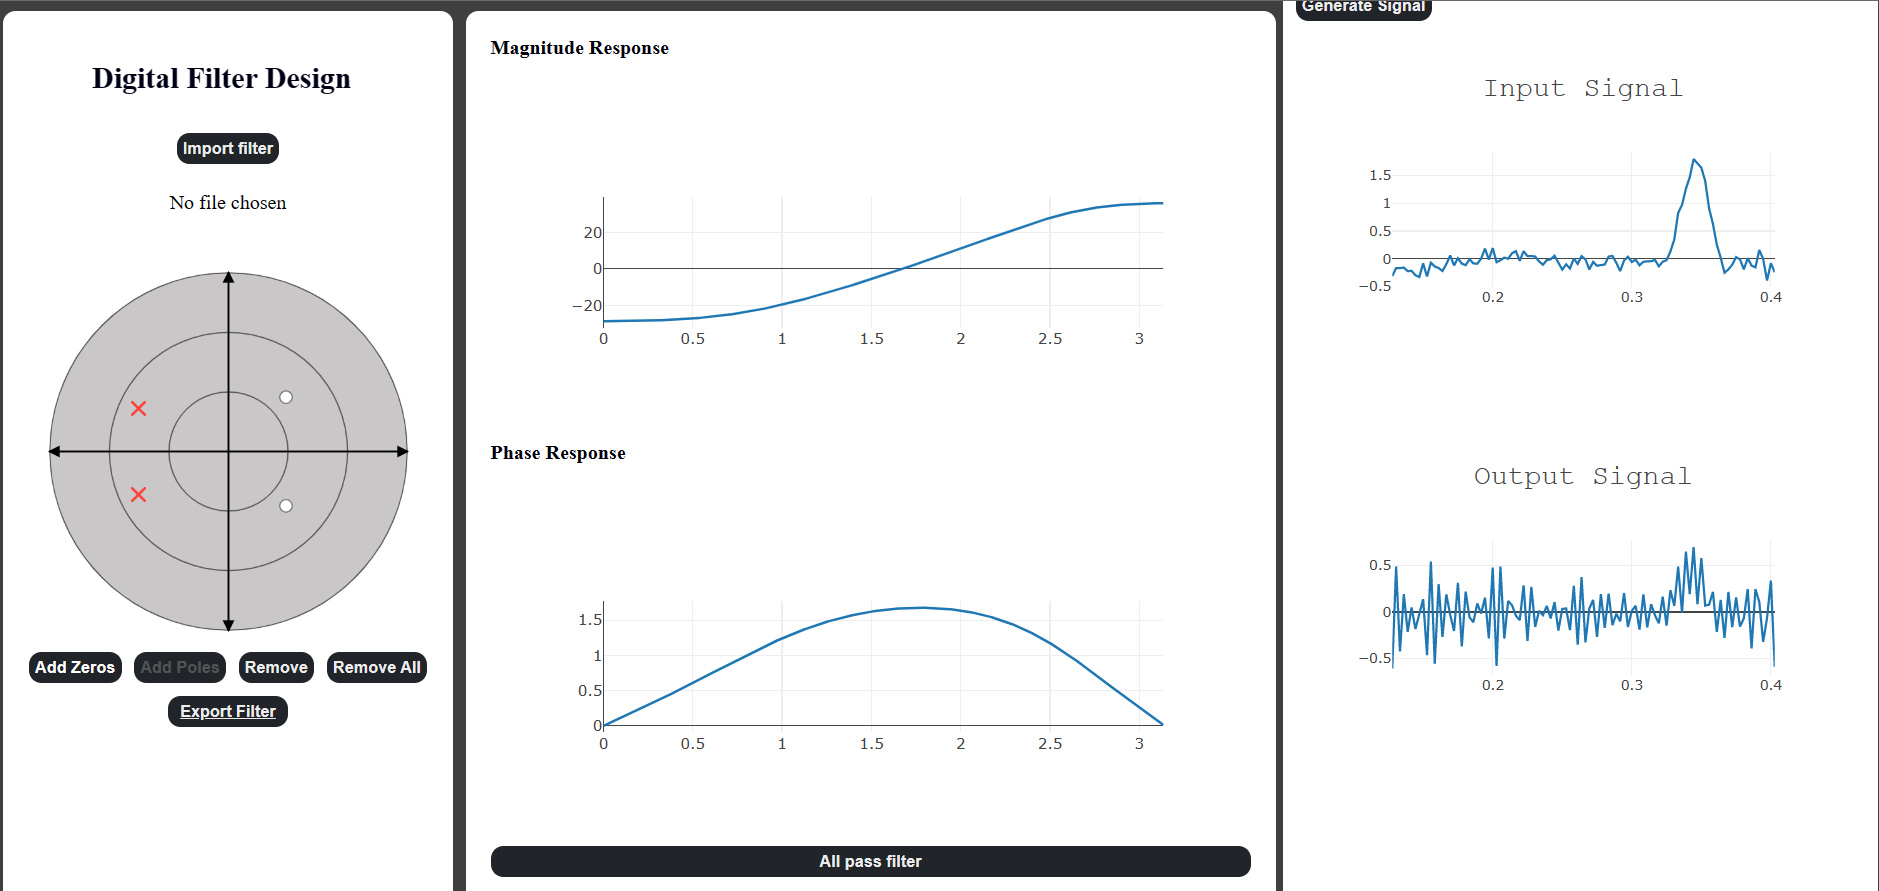 Digital Filter Design
Import filter
No file chosen
Add Zeros Add Poles Remove Remove All
Export Filter
Magnitude Response
20
0
−20
0 0.5 1 1.5 2 2.5 3
Phase Response
1.5
1
0.5
0
0 0.5 1 1.5 2 2.5 3
All pass filter
Generate Signal
Input Signal
1.5
1
0.5
0
−0.5
0.2 0.3 0.4
Output Signal
0.5
0
−0.5
0.2 0.3 0.4